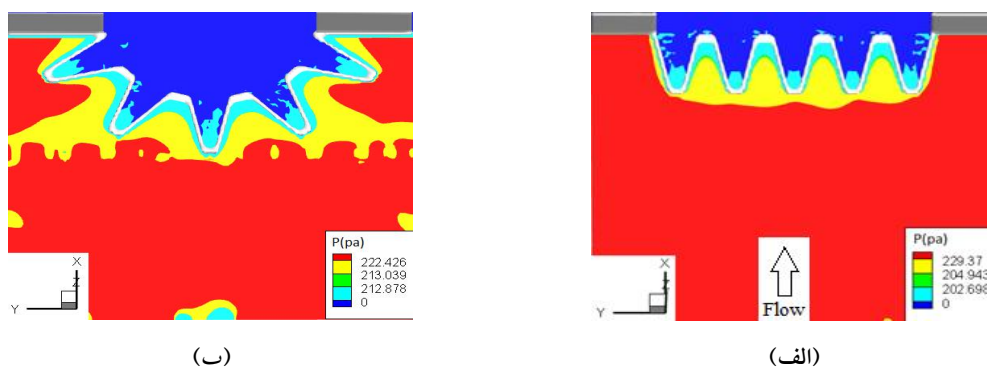 P(pa)
222.426
213.039
212.878
0
X
Z
Y
(ب)
P(pa)
229.37
204.943
202.698
0
X
Z
Y
Flow
(الف)